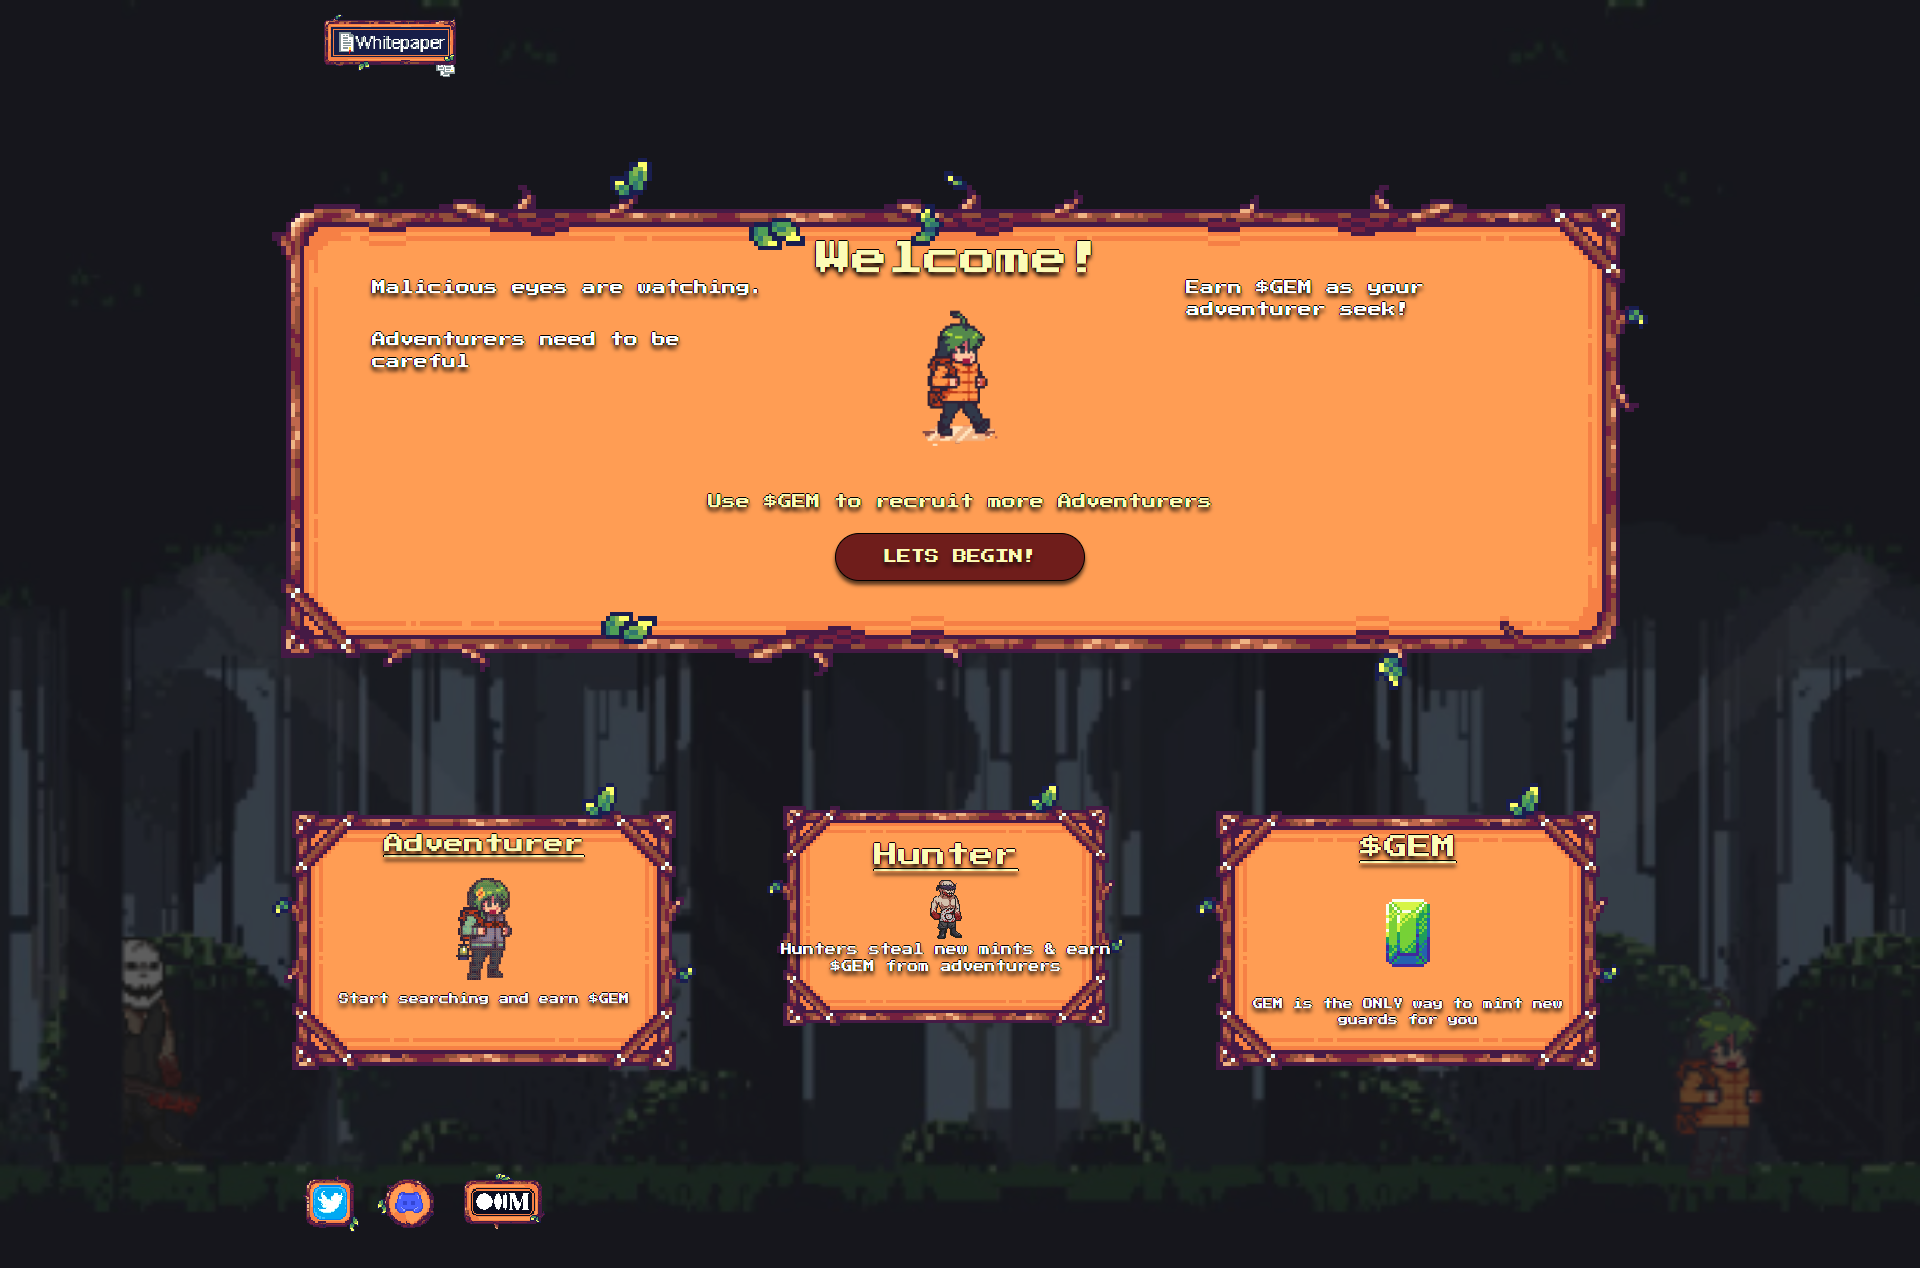 Whitepaper
Welcome!
Malicious eyes are watching.
Adventurers need to be
careful
Earn $GEM as your
adventurer seek!
Use $GEM to recruit more Adventurers
LETS BEGIN!
Adventurer
Start searching and earn $GEM
Hunter
Hunters steal new mints & earn
$GEM from adventurers
$GEM
GEM is the ONLY way to mint new
guards for you
M